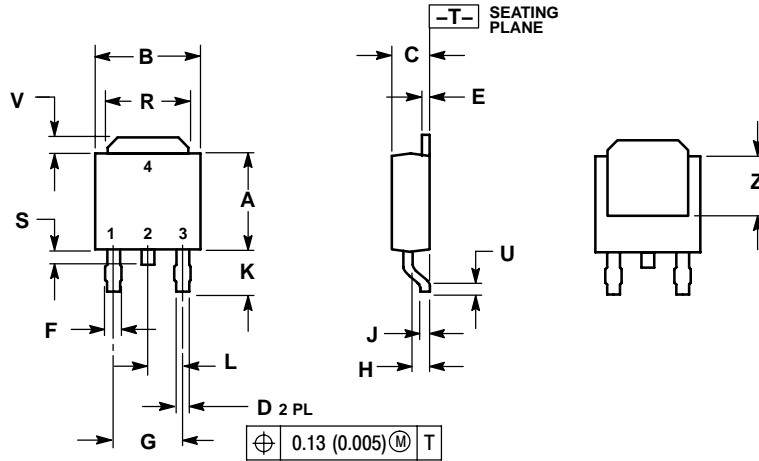 –T– SEATING
PLANE
B
C
V
R
E
4
Z
A
S
1 2 3
U
K
F
J
L
H
D 2 PL
G
⌖ 0.13 (0.005) Ⓜ T